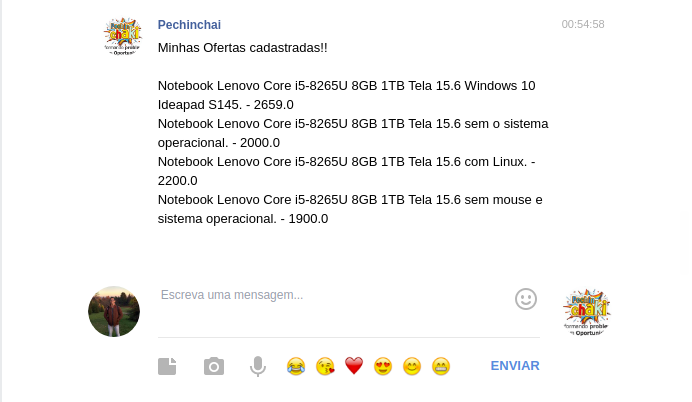 Pechinchai
00:54:58
Minhas Ofertas cadastradas!!
Notebook Lenovo Core i5-8265U 8GB 1TB Tela 15.6 Windows 10
Ideapad S145. - 2659.0
Notebook Lenovo Core i5-8265U 8GB 1TB Tela 15.6 sem o sistema
operacional. - 2000.0
Notebook Lenovo Core i5-8265U 8GB 1TB Tela 15.6 com Linux. -
2200.0
Notebook Lenovo Core i5-8265U 8GB 1TB Tela 15.6 sem mouse e
sistema operacional. - 1900.0
Escreva uma mensagem...
ENVIAR